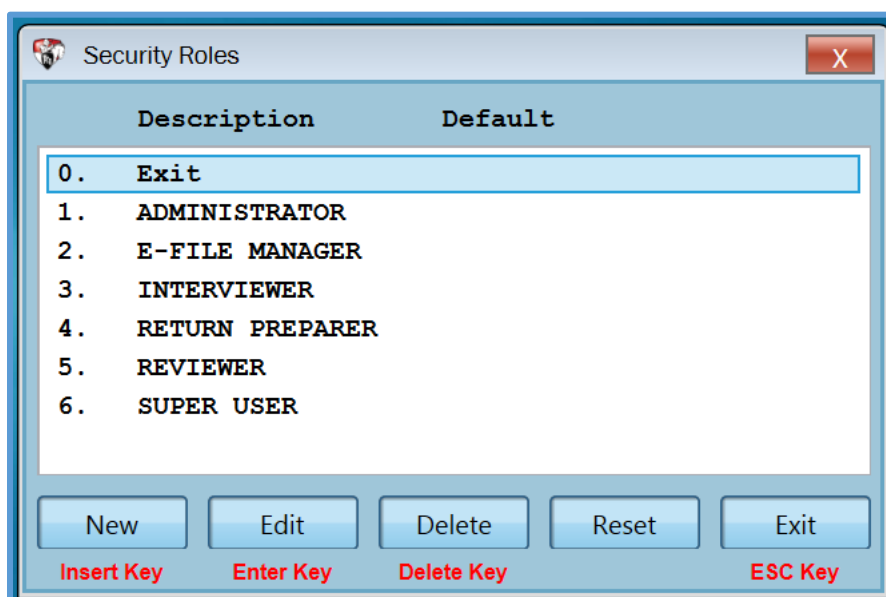 Security Roles
X
Description Default
0. Exit
1. ADMINISTRATOR
2. E-FILE MANAGER
3. INTERVIEWER
4. RETURN PREPARER
5. REVIEWER
6. SUPER USER
New Edit Delete Reset Exit
Insert Key Enter Key Delete Key ESC Key